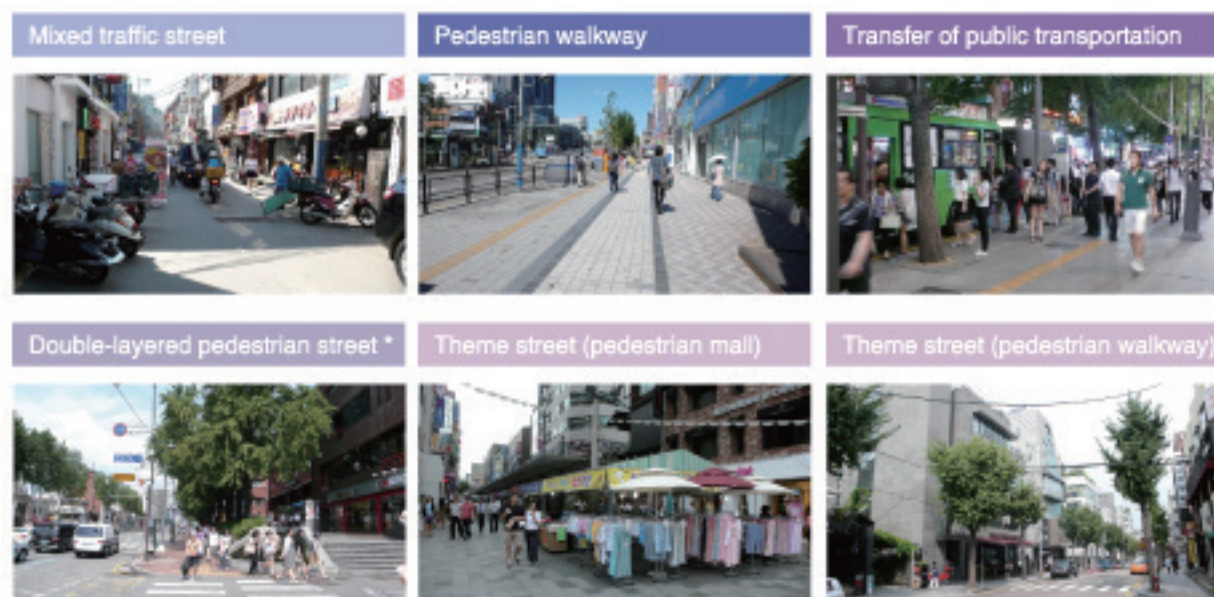 Mixed traffic street
Pedestrian walkway
Transfer of public transportation
Double-layered pedestrian street *
Theme street (pedestrian mall)
Theme street (pedestrian walkway)